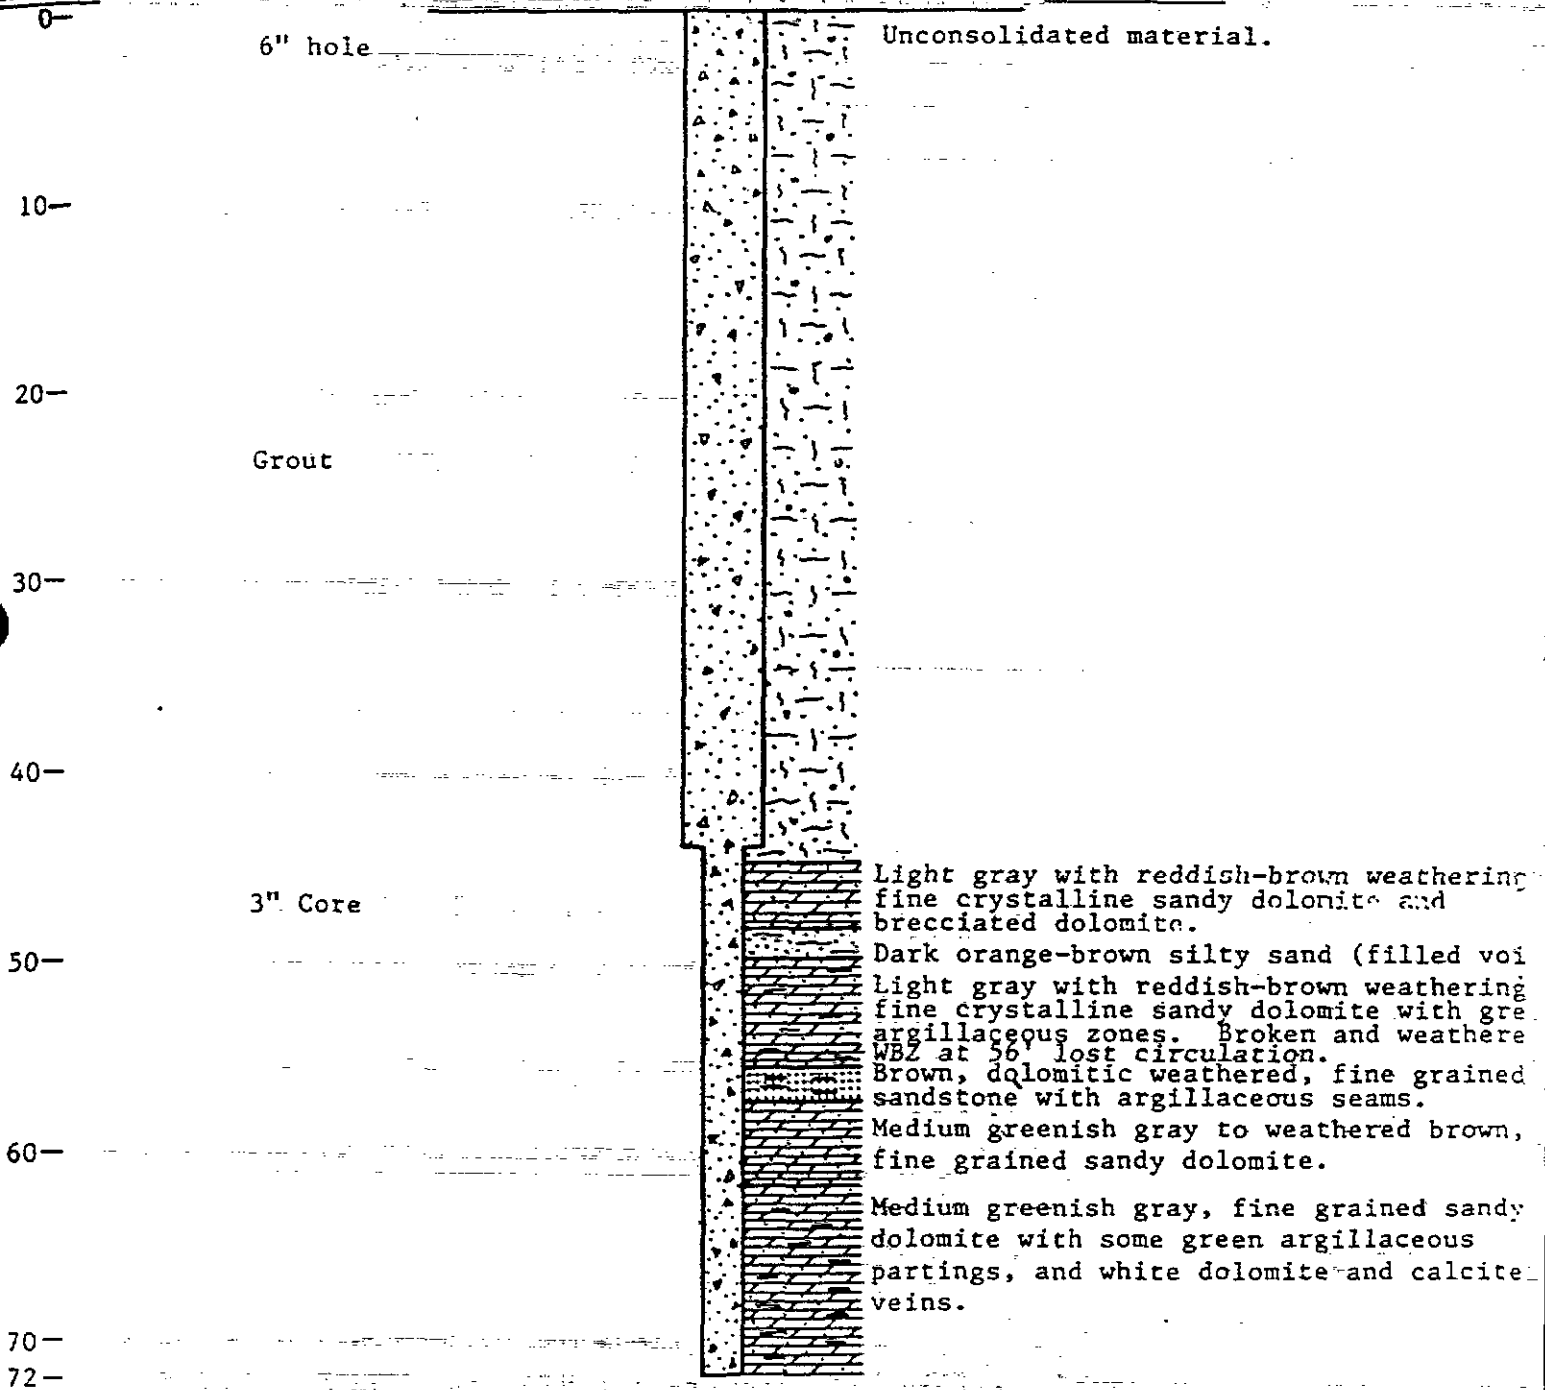 0—
6" hole
Unconsolidated material.
10—
20—
Grout
30—
40—
3" Core
Light gray with reddish-brown weathering
fine crystalline sandy dolomite and
brecciated dolomite.
50—
Dark orange-brown silty sand (filled voi
Light gray with reddish-brown weathering
fine crystalline sandy dolomite with gre
argillaceous zones. Broken and weathere
WBZ at 56' lost circulation.
Brown, dolomitic weathered, fine grained
sandstone with argillaceous seams.
Medium greenish gray to weathered brown,
60—
fine grained sandy dolomite.
Medium greenish gray, fine grained sandy
dolomite with some green argillaceous
partings, and white dolomite and calcite
veins.
70—
72—